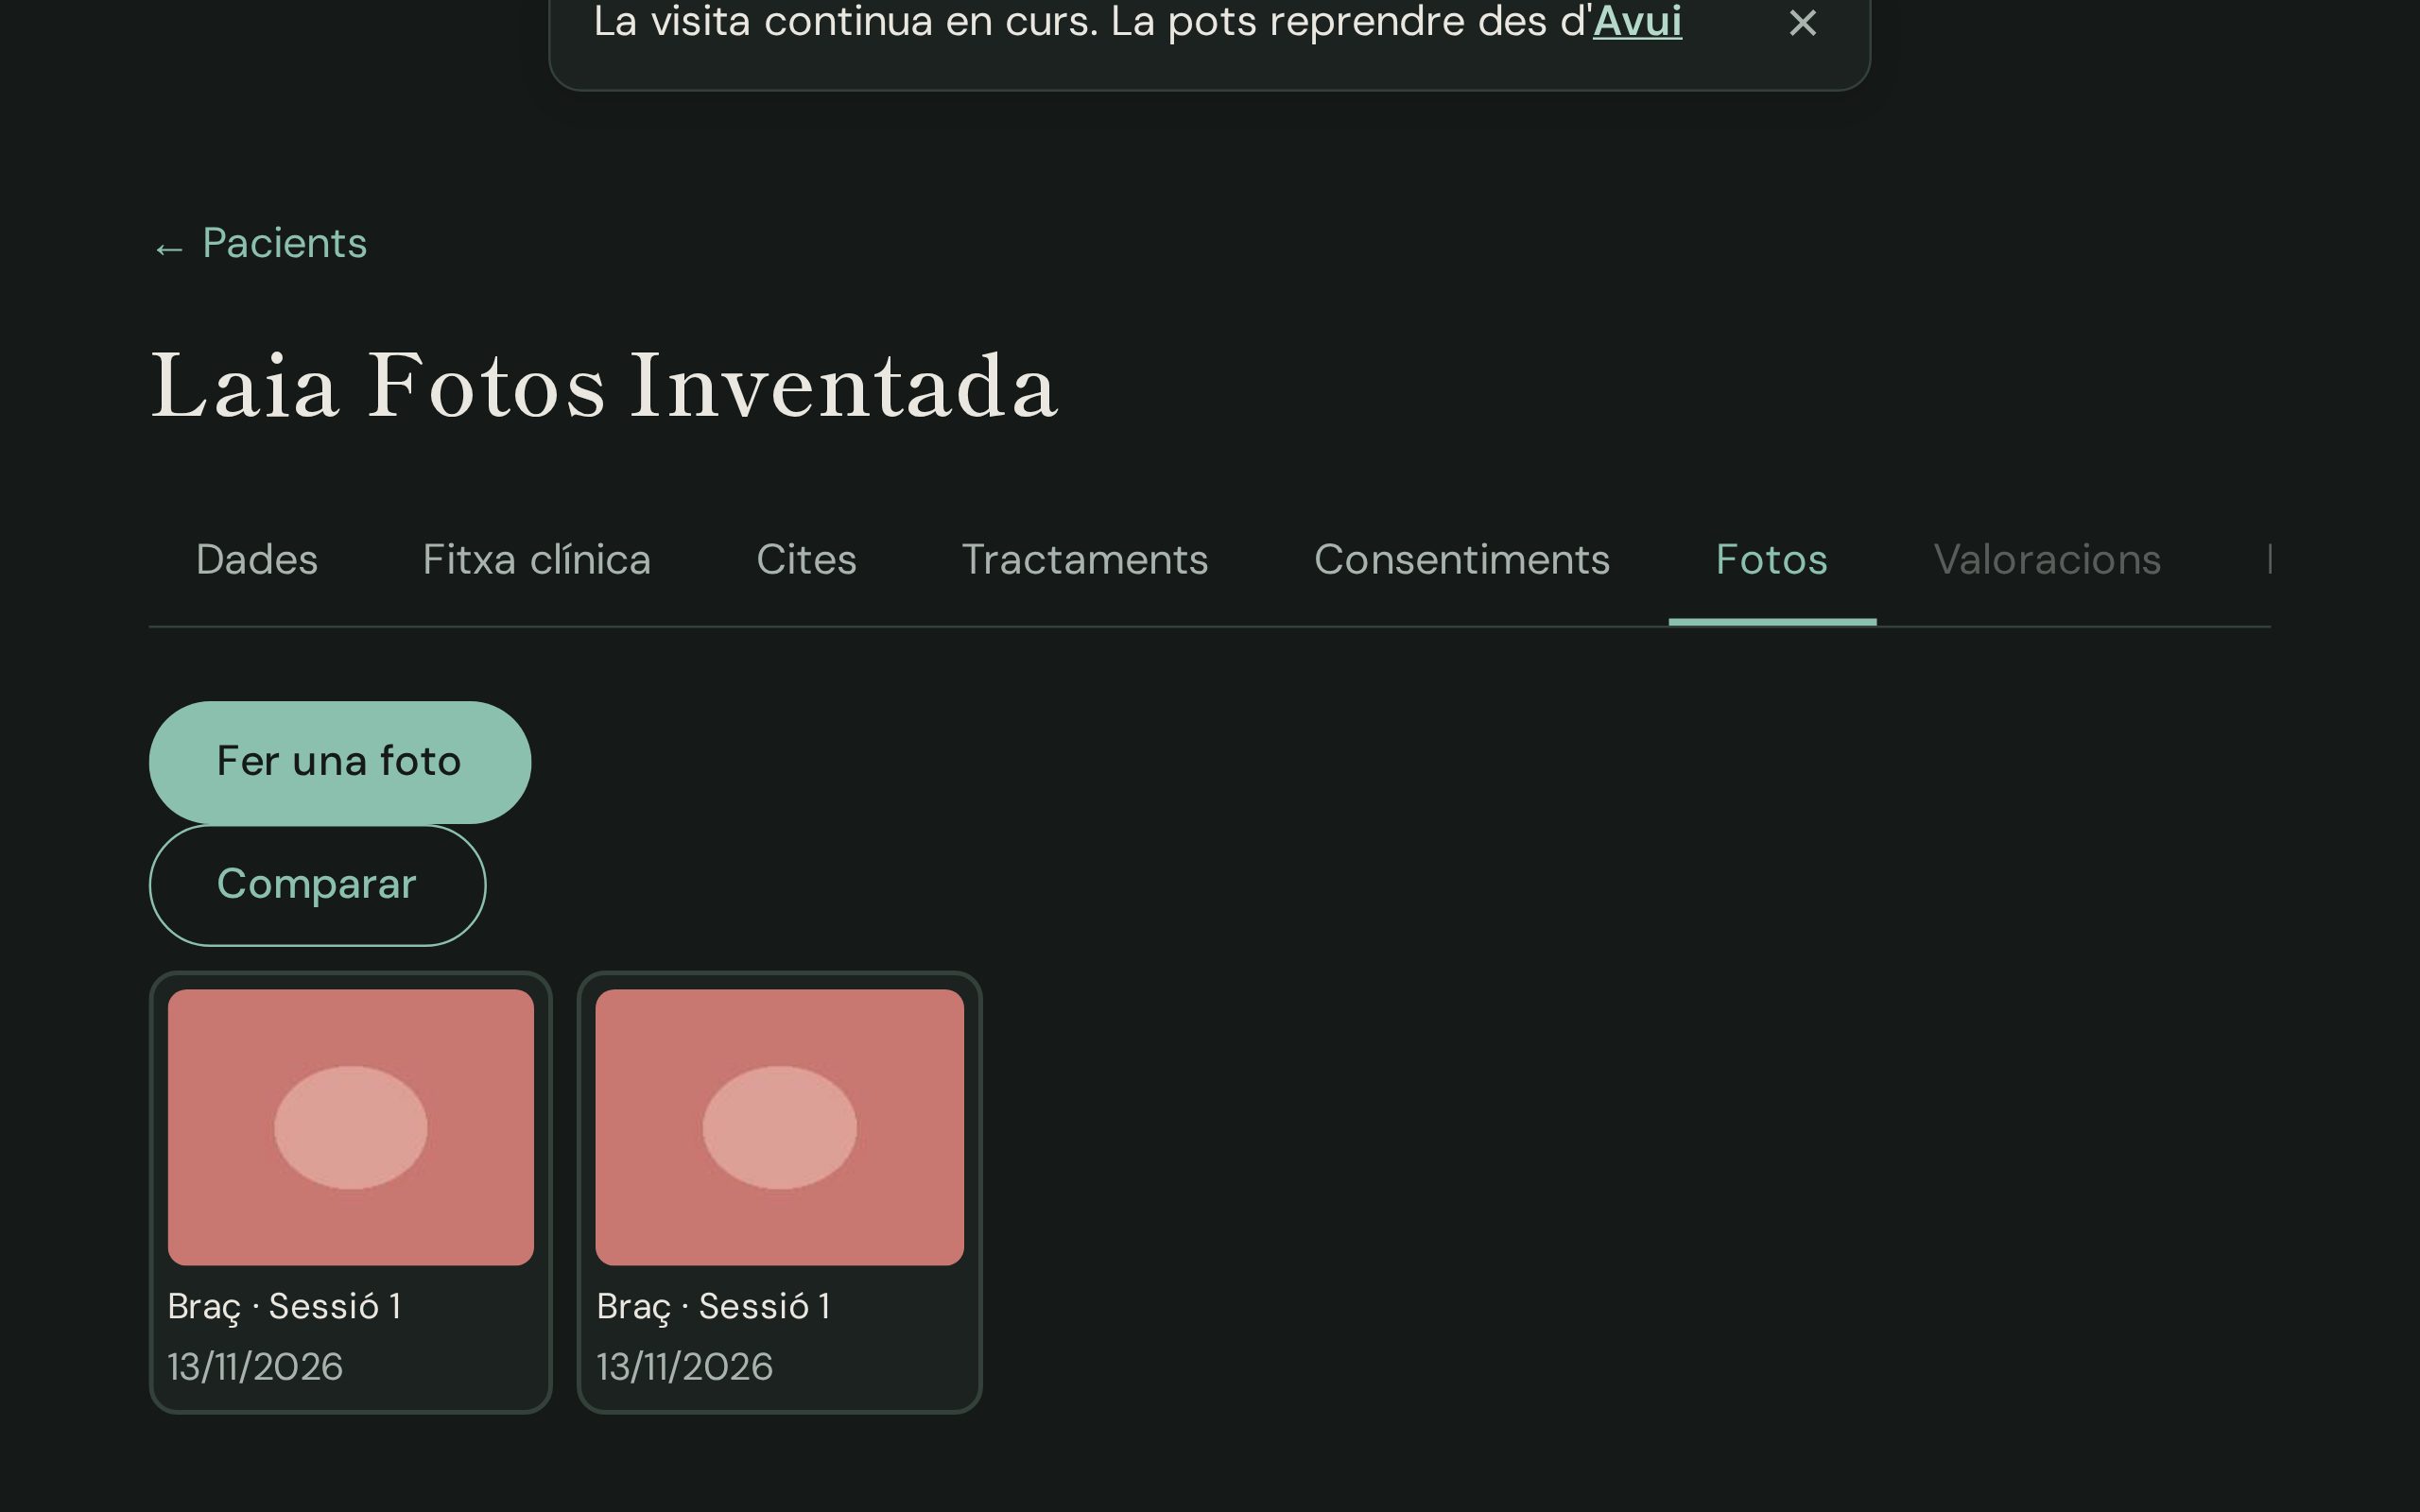 La visita continua en curs. La pots reprendre des d'Avui ×
← Pacients
Laia Fotos Inventada
Dades Fitxa clínica Cites Tractaments Consentiments Fotos Valoracions
Fer una foto
Comparar
Braç · Sessió 1 Braç · Sessió 1
13/11/2026 13/11/2026